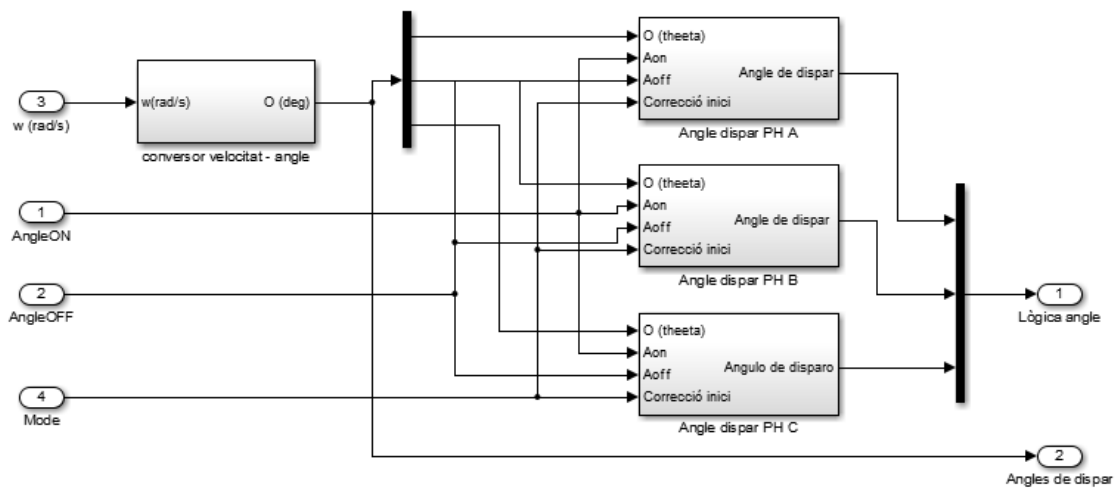 O (theeta)
Aon
Aoff
Correcció inici
Angle de dispar
Angle dispar PH A
3
w (rad/s)
w(rad/s)
O (deg)
conversor velocitat - angle
O (theeta)
Aon
Aoff
Correcció inici
Angle de dispar
Angle dispar PH B
1
AngleON
2
AngleOFF
1
Lògica angle
O (theeta)
Aon
Aoff
Correcció inici
Angulo de disparo
Angle dispar PH C
4
Mode
2
Angles de dispar